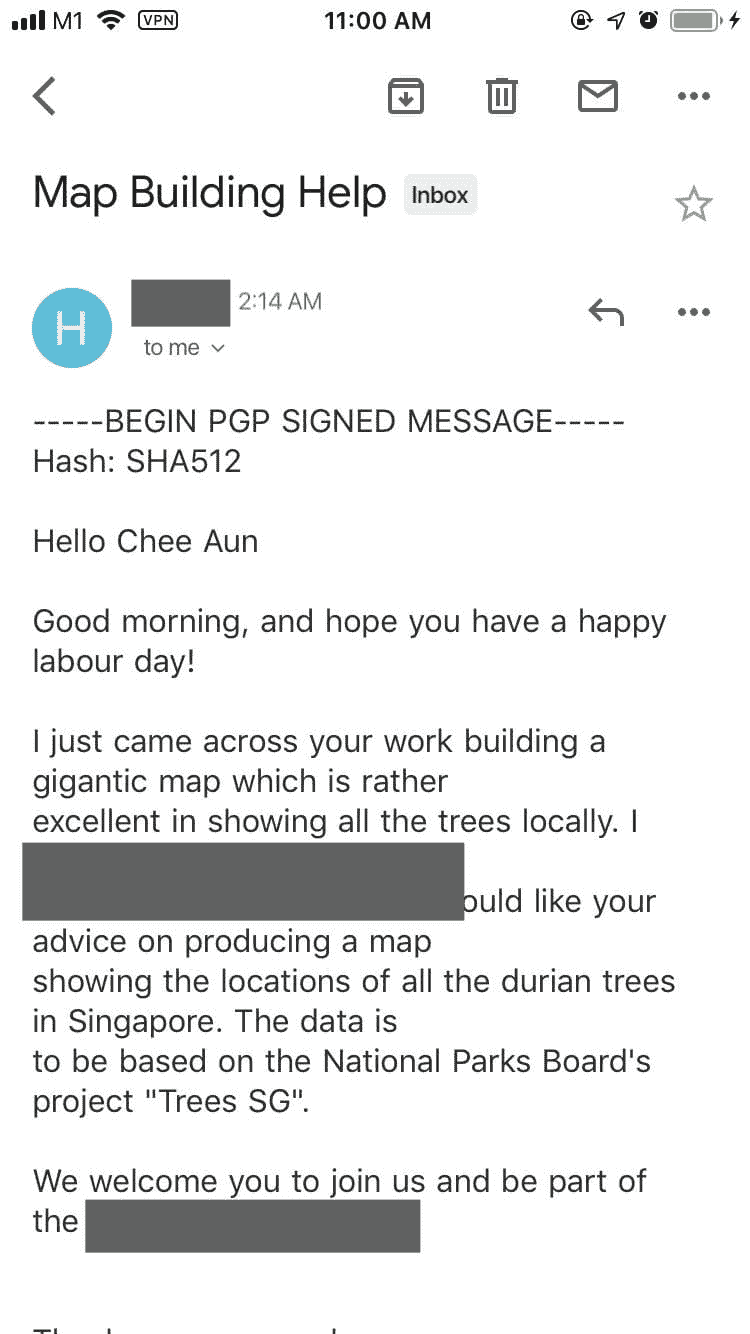 M1 VPN 11:00 AM
Map Building Help Inbox
H 2:14 AM
to me
-----BEGIN PGP SIGNED MESSAGE-----
Hash: SHA512
Hello Chee Aun
Good morning, and hope you have a happy
labour day!
I just came across your work building a
gigantic map which is rather
excellent in showing all the trees locally. I
ould like your
advice on producing a map
showing the locations of all the durian trees
in Singapore. The data is
to be based on the National Parks Board's
project "Trees SG".
We welcome you to join us and be part of
the